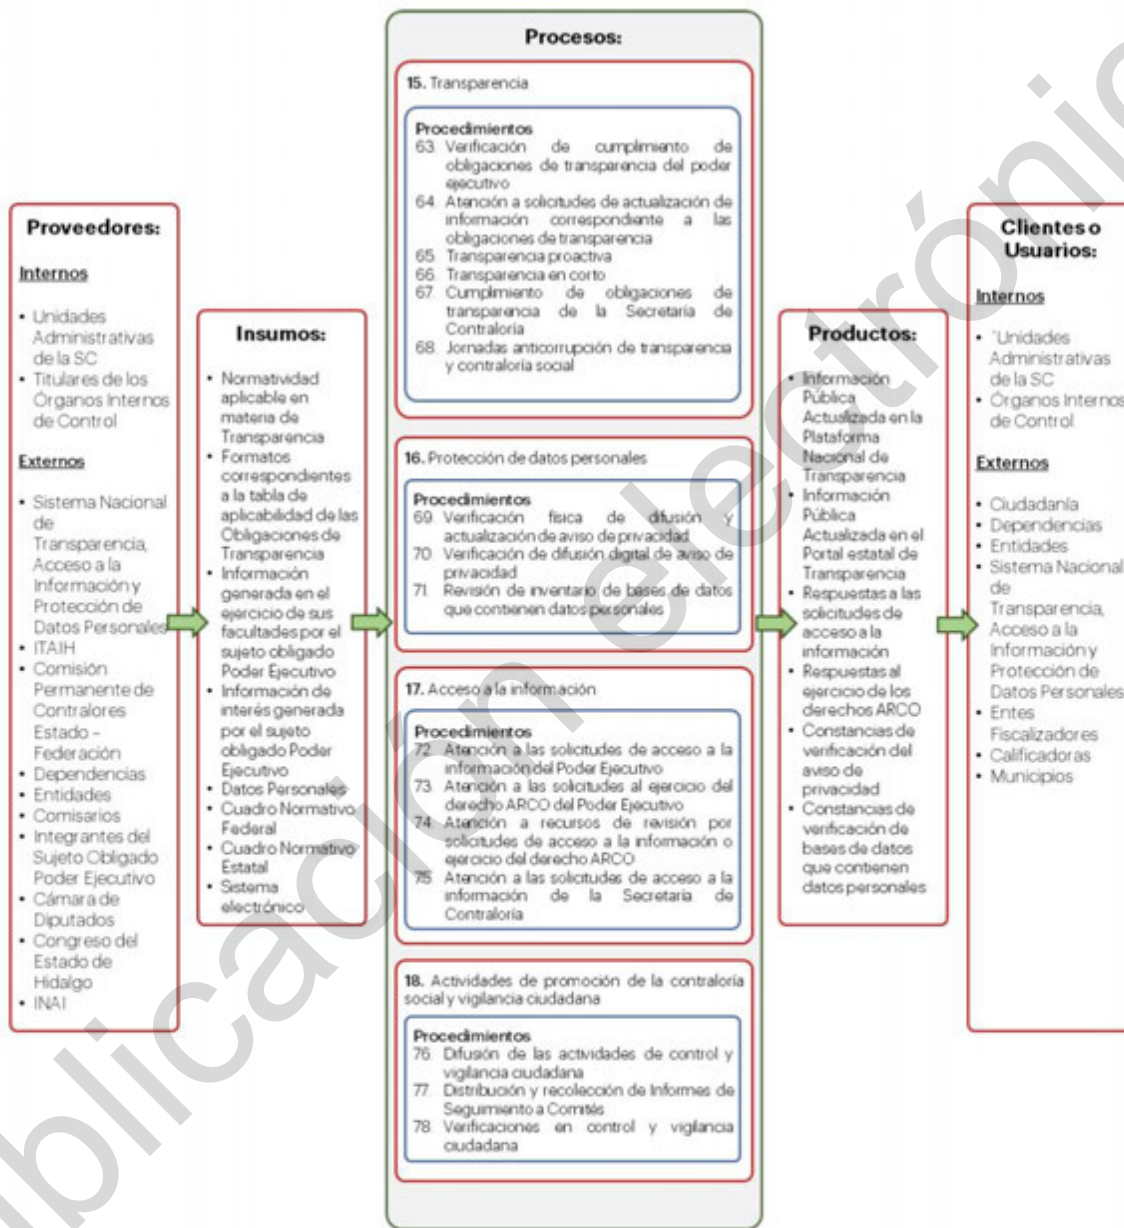 Proveedores:
Internos
• Unidades
Administrativas
de la SC
• Titulares de los
Órganos Internos
de Control
Externos
• Sistema Nacional
de
Transparencia,
Acceso a la
Información y
Protección de
Datos Personales
• ITAIH
• Comisión
Permanente de
Contralores
Estado –
Federación
• Dependencias
• Entidades
• Comisarios
• Integrantes del
Sujeto Obligado
Poder Ejecutivo
• Cámara de
Diputados
• Congreso del
Estado de
Hidalgo
• INAI
Insumos:
• Normatividad
aplicable en
materia de
Transparencia
• Formatos
correspondientes
a la tabla de
aplicabilidad de las
Obligaciones de
Transparencia
• Información
generada en el
ejercicio de sus
facultades por el
sujeto obligado
Poder Ejecutivo
• Información de
interés generada
por el sujeto
obligado Poder
Ejecutivo
• Datos Personales
• Cuadro Normativo
Federal
• Cuadro Normativo
Estatal
• Sistema
electrónico
Procesos:
15. Transparencia
Procedimientos
63. Verificación de cumplimiento de
obligaciones de transparencia del poder
ejecutivo
64. Atención a solicitudes de actualización de
información correspondiente a las
obligaciones de transparencia
65. Transparencia proactiva
66. Transparencia en corto
67. Cumplimiento de obligaciones de
transparencia de la Secretaría de
Contraloría
68. Jornadas anticorrupción de transparencia
y contraloría social
16. Protección de datos personales
Procedimientos
69. Verificación física de difusión y
actualización de aviso de privacidad
70. Verificación de difusión digital de aviso de
privacidad
71. Revisión de inventario de bases de datos
que contienen datos personales
17. Acceso a la información
Procedimientos
72. Atención a las solicitudes de acceso a la
información del Poder Ejecutivo
73. Atención a las solicitudes al ejercicio del
derecho ARCO del Poder Ejecutivo
74. Atención a recursos de revisión por
solicitudes de acceso a la información o
ejercicio del derecho ARCO
75. Atención a las solicitudes de acceso a la
información de la Secretaría de
Contraloría
18. Actividades de promoción de la contraloría
social y vigilancia ciudadana
Procedimientos
76. Difusión de las actividades de control y
vigilancia ciudadana
77. Distribución y recolección de Informes de
Seguimiento a Comités
78. Verificaciones en control y vigilancia
ciudadana
Productos:
• Información
Pública
Actualizada en la
Plataforma
Nacional de
Transparencia
• Información
Pública
Actualizada en el
Portal estatal de
Transparencia
• Respuestas a las
solicitudes de
acceso a la
información
• Respuestas al
ejercicio de los
derechos ARCO
• Constancias de
verificación del
aviso de
privacidad
• Constancias de
verificación de
bases de datos
que contienen
datos personales
Clientes o
Usuarios:
Internos
• "Unidades
Administrativas
de la SC
• Órganos Internos
de Control
Externos
• Ciudadanía
• Dependencias
• Entidades
• Sistema Nacional
de
Transparencia,
Acceso a la
Información y
Protección de
Datos Personales
• Entes
Fiscalizadores
• Calificadoras
• Municipios
ublicación electrónic